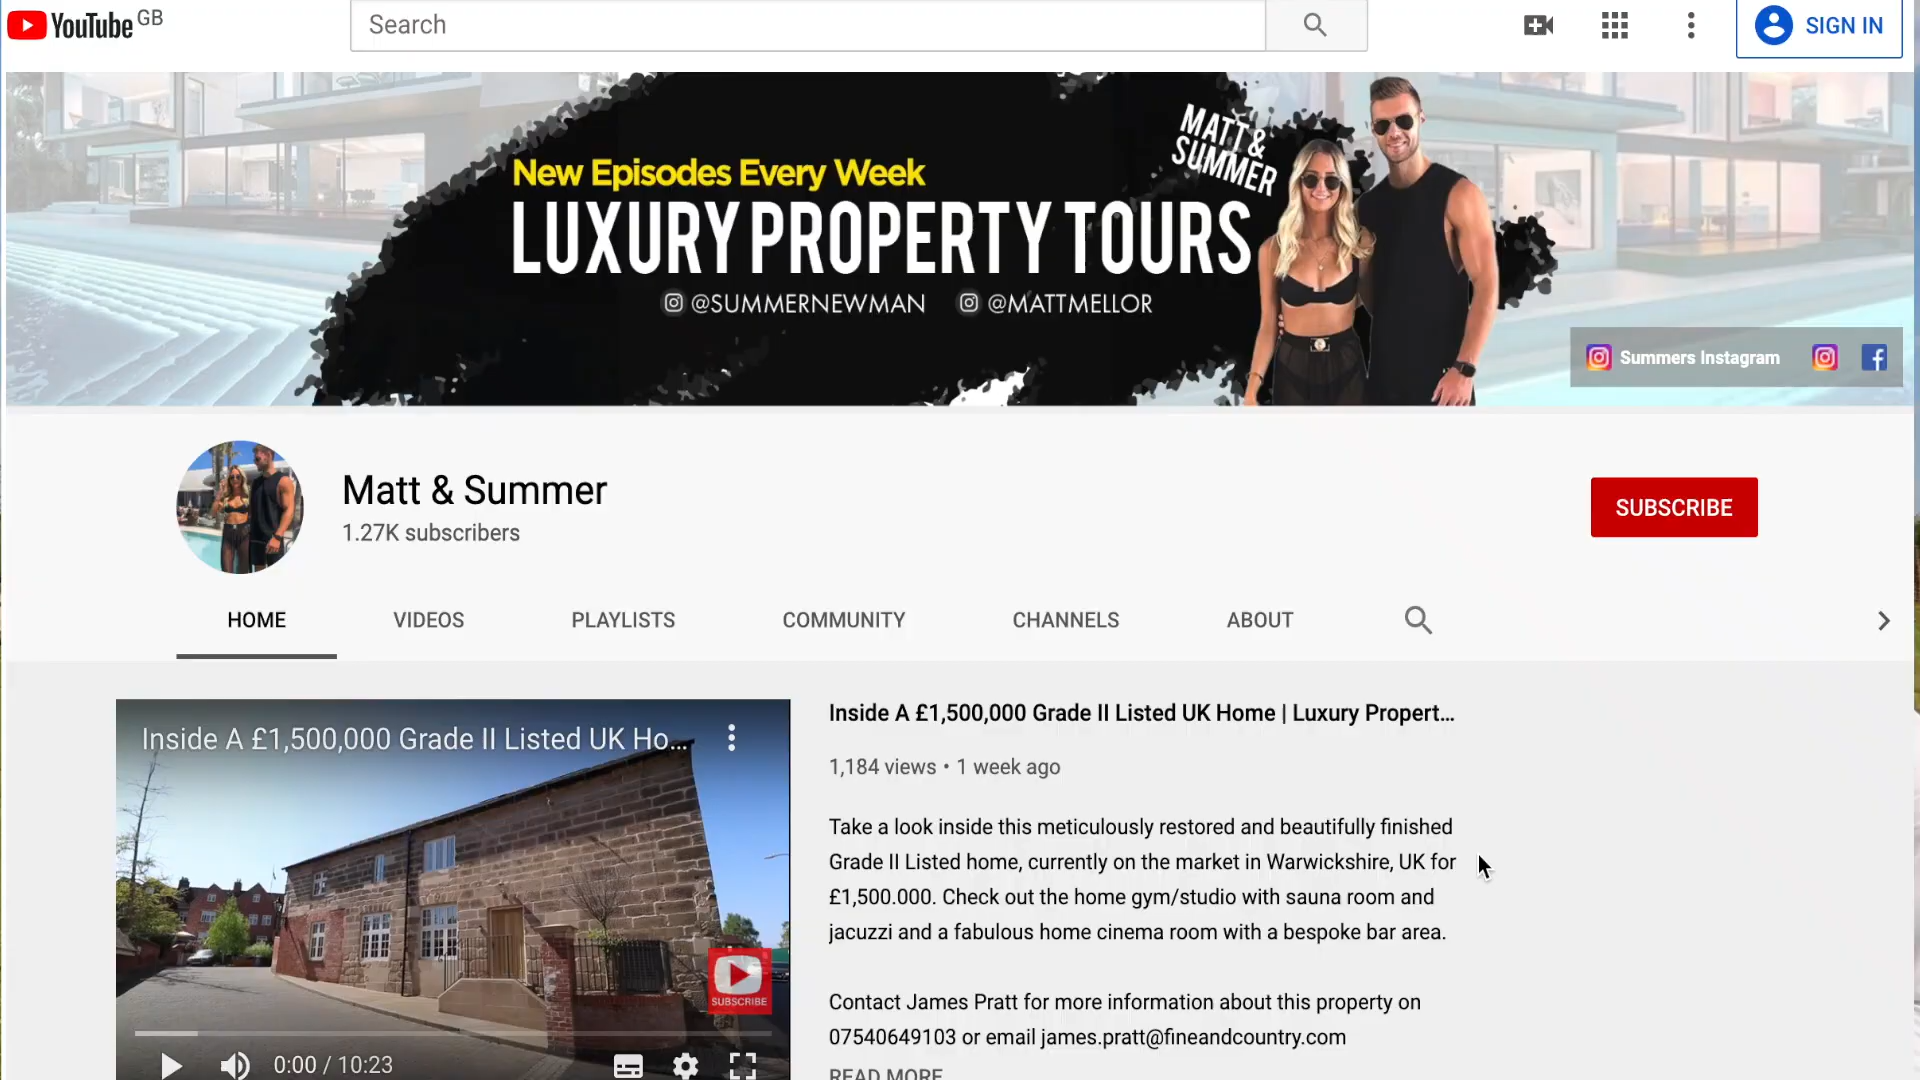 YouTube GB
Search
SIGN IN
MATT &
SUMMER
New Episodes Every Week
LUXURY PROPERTY TOURS
@SUMMERNEWMAN @MATTMELLOR
Summers Instagram
Matt & Summer
1.27K subscribers
SUBSCRIBE
HOME VIDEOS PLAYLISTS COMMUNITY CHANNELS ABOUT
Inside A £1,500,000 Grade II Listed UK Ho...
SUBSCRIBE
0:00 / 10:23
Inside A £1,500,000 Grade II Listed UK Home | Luxury Propert...
1,184 views • 1 week ago
Take a look inside this meticulously restored and beautifully finished
Grade II Listed home, currently on the market in Warwickshire, UK for
£1,500.000. Check out the home gym/studio with sauna room and
jacuzzi and a fabulous home cinema room with a bespoke bar area.
Contact James Pratt for more information about this property on
07540649103 or email james.pratt@fineandcountry.com
READ MORE